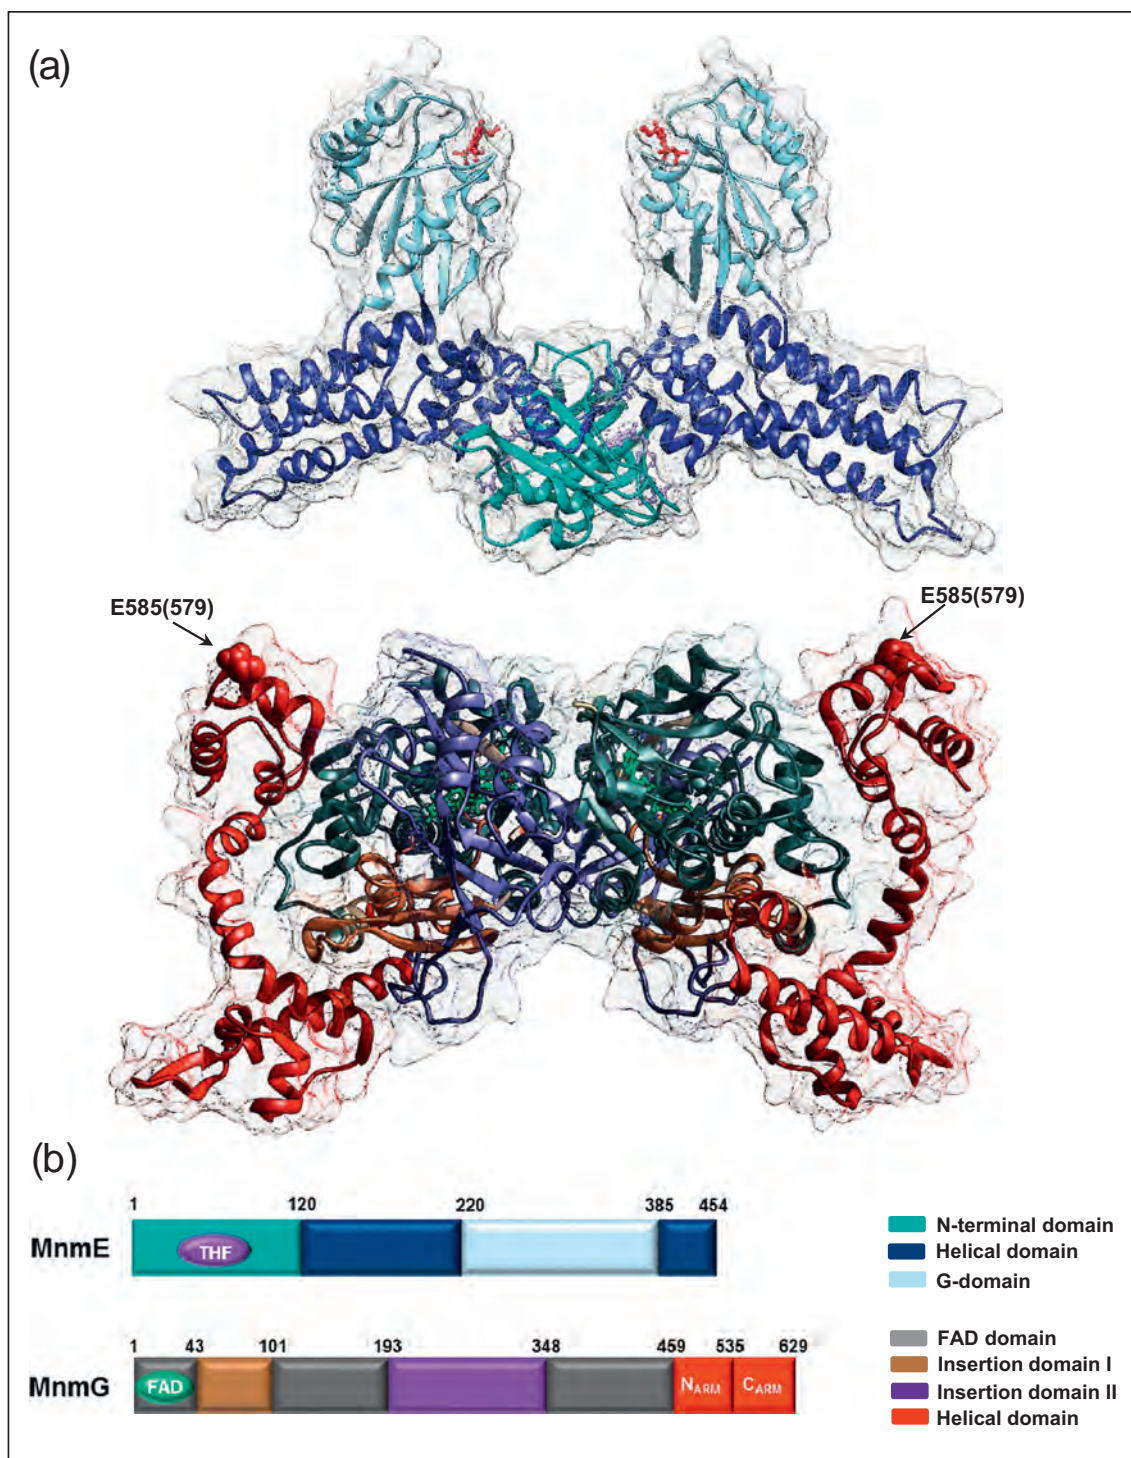 (a)
E585(579)
E585(579)
(b)
1 120 220 385 454
MnmE
THF
N-terminal domain
Helical domain
G-domain
1 43 101 193 348 459 535 629
MnmG
FAD
NARM
CARM
FAD domain
Insertion domain I
Insertion domain II
Helical domain